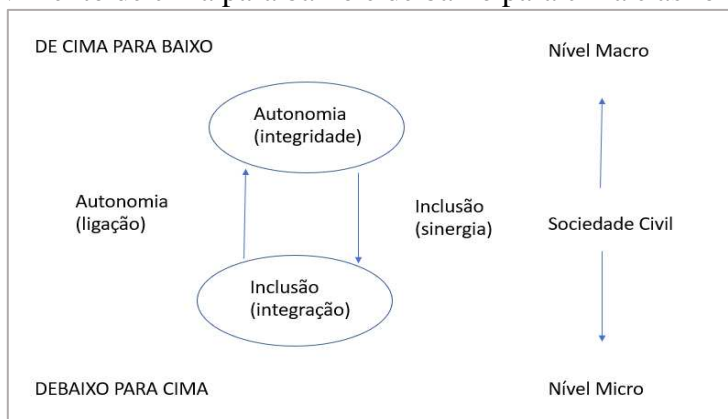 DE CIMA PARA BAIXO
Nível Macro
Autonomia
(integridade)
Autonomia
(ligação)
Inclusão
(sinergia)
Sociedade Civil
Inclusão
(integração)
DEBAIXO PARA CIMA
Nível Micro